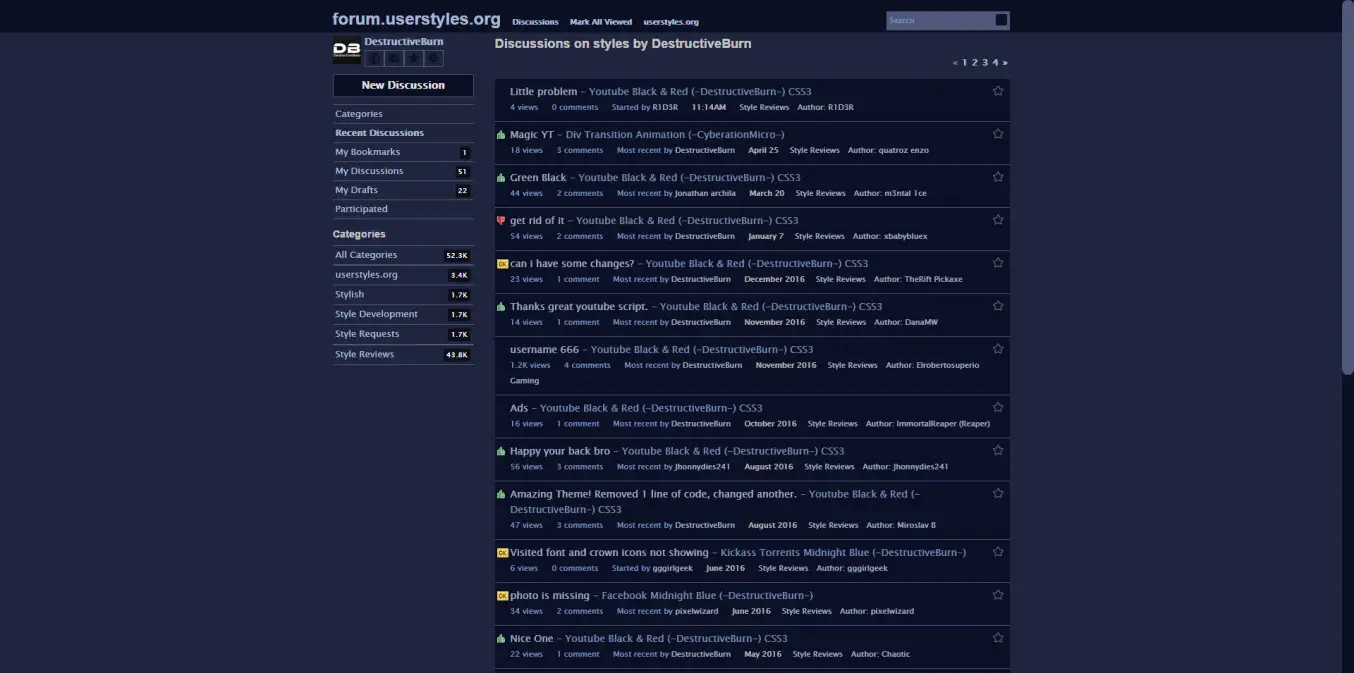 forum.userstyles.org Discussions Mark All Viewed userstyles.org Search
DB DestructiveBurn
New Discussion
Categories
Recent Discussions
My Bookmarks 1
My Discussions 51
My Drafts 22
Participated
Categories
All Categories 52.3K
userstyles.org 3.4K
Stylish 1.7K
Style Development 1.7K
Style Requests 1.7K
Style Reviews 43.8K
Discussions on styles by DestructiveBurn
« 1 2 3 4 »
Little problem - Youtube Black & Red (-DestructiveBurn-) CSS3
4 views 0 comments Started by R1D3R 11:14AM Style Reviews Author: R1D3R
Magic YT - Div Transition Animation (-CyberationMicro-)
18 views 3 comments Most recent by DestructiveBurn April 25 Style Reviews Author: quatroz enzo
Green Black - Youtube Black & Red (-DestructiveBurn-) CSS3
44 views 2 comments Most recent by Jonathan archila March 20 Style Reviews Author: m3ntal 1ce
get rid of it - Youtube Black & Red (-DestructiveBurn-) CSS3
54 views 2 comments Most recent by DestructiveBurn January 7 Style Reviews Author: xbabybluex
OK can i have some changes? - Youtube Black & Red (-DestructiveBurn-) CSS3
23 views 1 comment Most recent by DestructiveBurn December 2016 Style Reviews Author: TheRift Pickaxe
Thanks great youtube script. - Youtube Black & Red (-DestructiveBurn-) CSS3
14 views 1 comment Most recent by DestructiveBurn November 2016 Style Reviews Author: DanaMW
username 666 - Youtube Black & Red (-DestructiveBurn-) CSS3
1.2K views 4 comments Most recent by DestructiveBurn November 2016 Style Reviews Author: Elrobertosuperio
Gaming
Ads - Youtube Black & Red (-DestructiveBurn-) CSS3
16 views 1 comment Most recent by DestructiveBurn October 2016 Style Reviews Author: ImmortalReaper (Reaper)
Happy your back bro - Youtube Black & Red (-DestructiveBurn-) CSS3
56 views 3 comments Most recent by Jhonnydies241 August 2016 Style Reviews Author: Jhonnydies241
Amazing Theme! Removed 1 line of code, changed another. - Youtube Black & Red (-
DestructiveBurn-) CSS3
47 views 3 comments Most recent by DestructiveBurn August 2016 Style Reviews Author: Miroslav B
OK Visited font and crown icons not showing - Kickass Torrents Midnight Blue (-DestructiveBurn-)
6 views 0 comments Started by gggirlgeek June 2016 Style Reviews Author: gggirlgeek
OK photo is missing - Facebook Midnight Blue (-DestructiveBurn-)
34 views 2 comments Most recent by pixelwizard June 2016 Style Reviews Author: pixelwizard
Nice One - Youtube Black & Red (-DestructiveBurn-) CSS3
22 views 1 comment Most recent by DestructiveBurn May 2016 Style Reviews Author: Chaotic